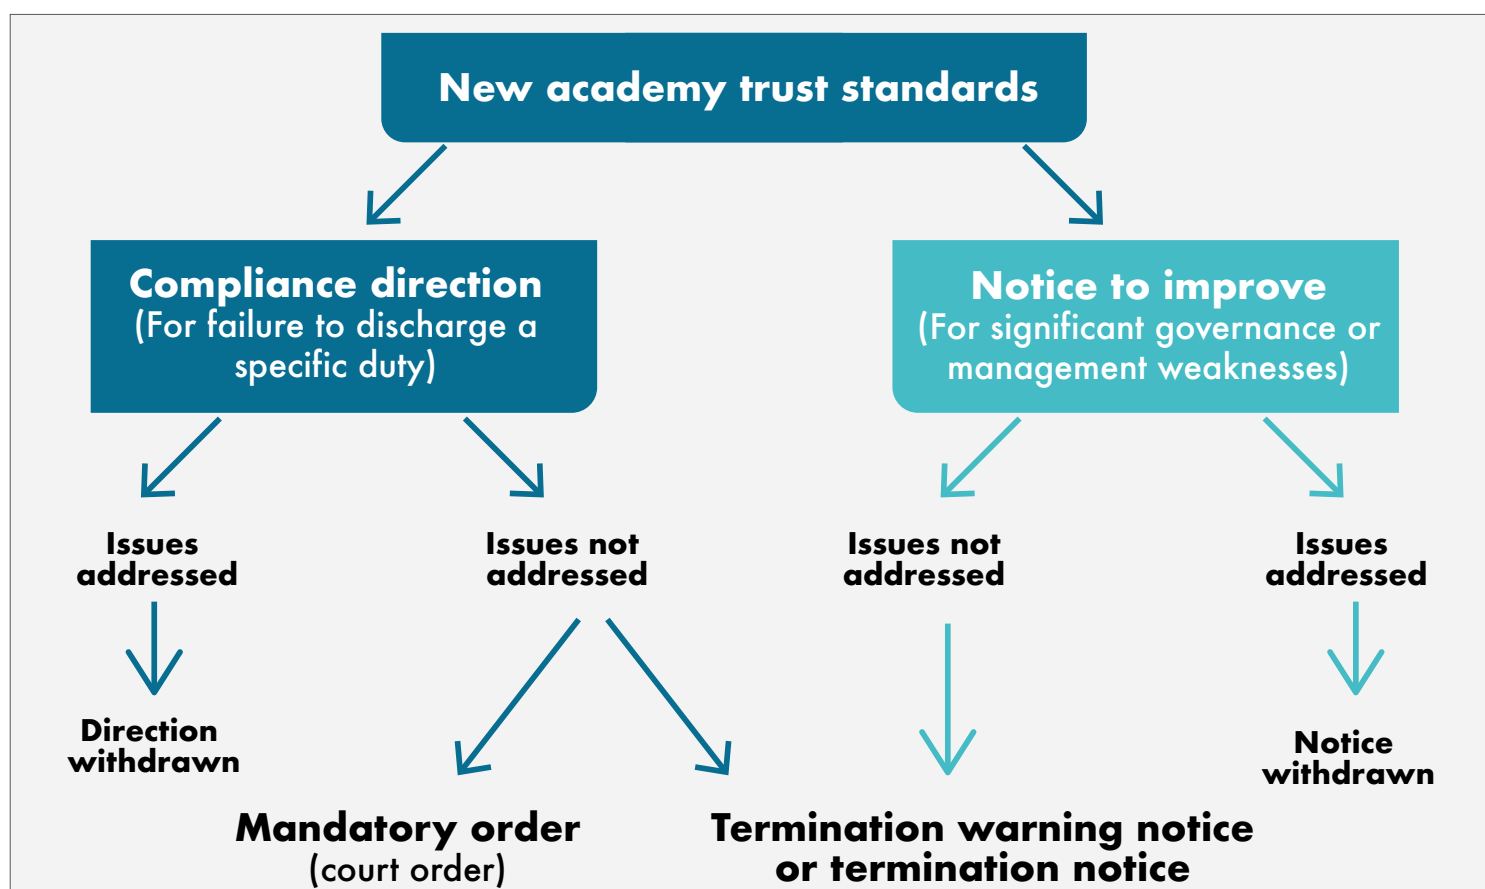 New academy trust standards
Compliance direction
(For failure to discharge a
specific duty)
Notice to improve
(For significant governance or
management weaknesses)
Issues
addressed
Issues not
addressed
Issues not
addressed
Issues
addressed
Direction
withdrawn
Notice
withdrawn
Mandatory order
(court order)
Termination warning notice
or termination notice